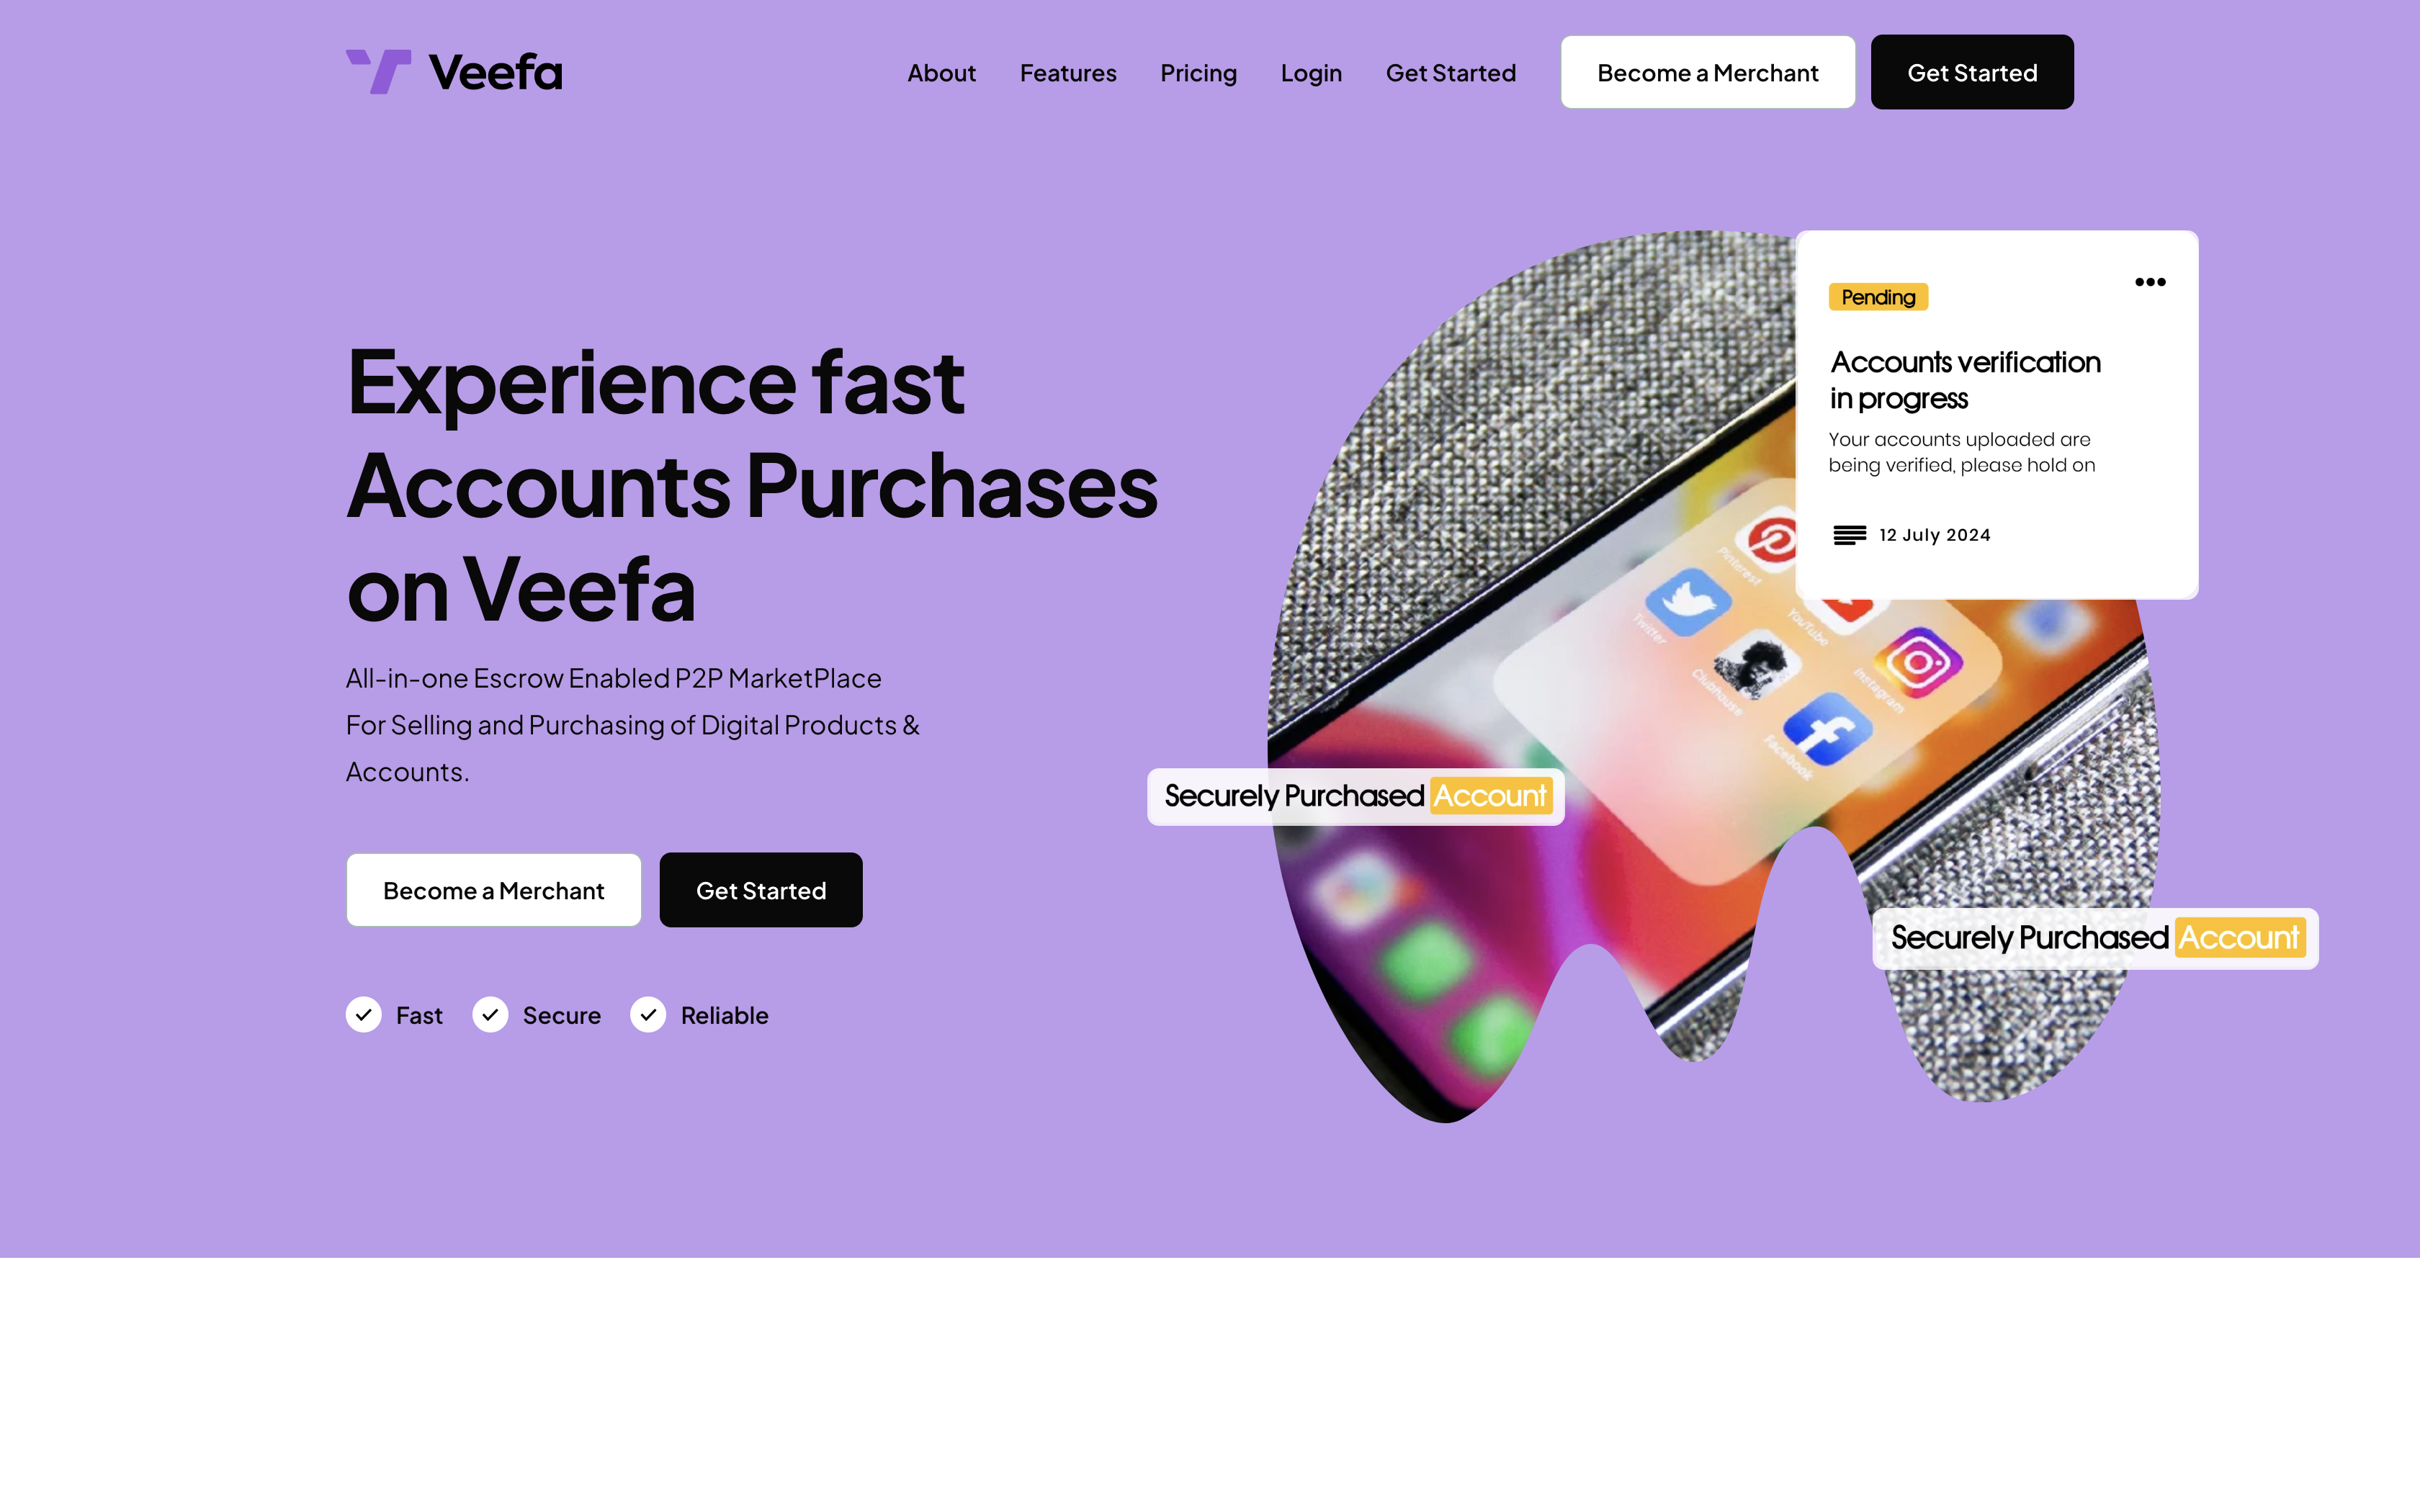 Veefa
About Features Pricing Login Get Started Become a Merchant Get Started
Experience fast
Accounts Purchases
on Veefa
All-in-one Escrow Enabled P2P MarketPlace
For Selling and Purchasing of Digital Products &
Accounts.
Become a Merchant Get Started
Fast Secure Reliable
Pending
Accounts verification
in progress
Your accounts uploaded are
being verified, please hold on
12 July 2024
Pinterest
Twitter
YouTube
Clubhouse
Instagram
Facebook
Securely Purchased Account
Securely Purchased Account